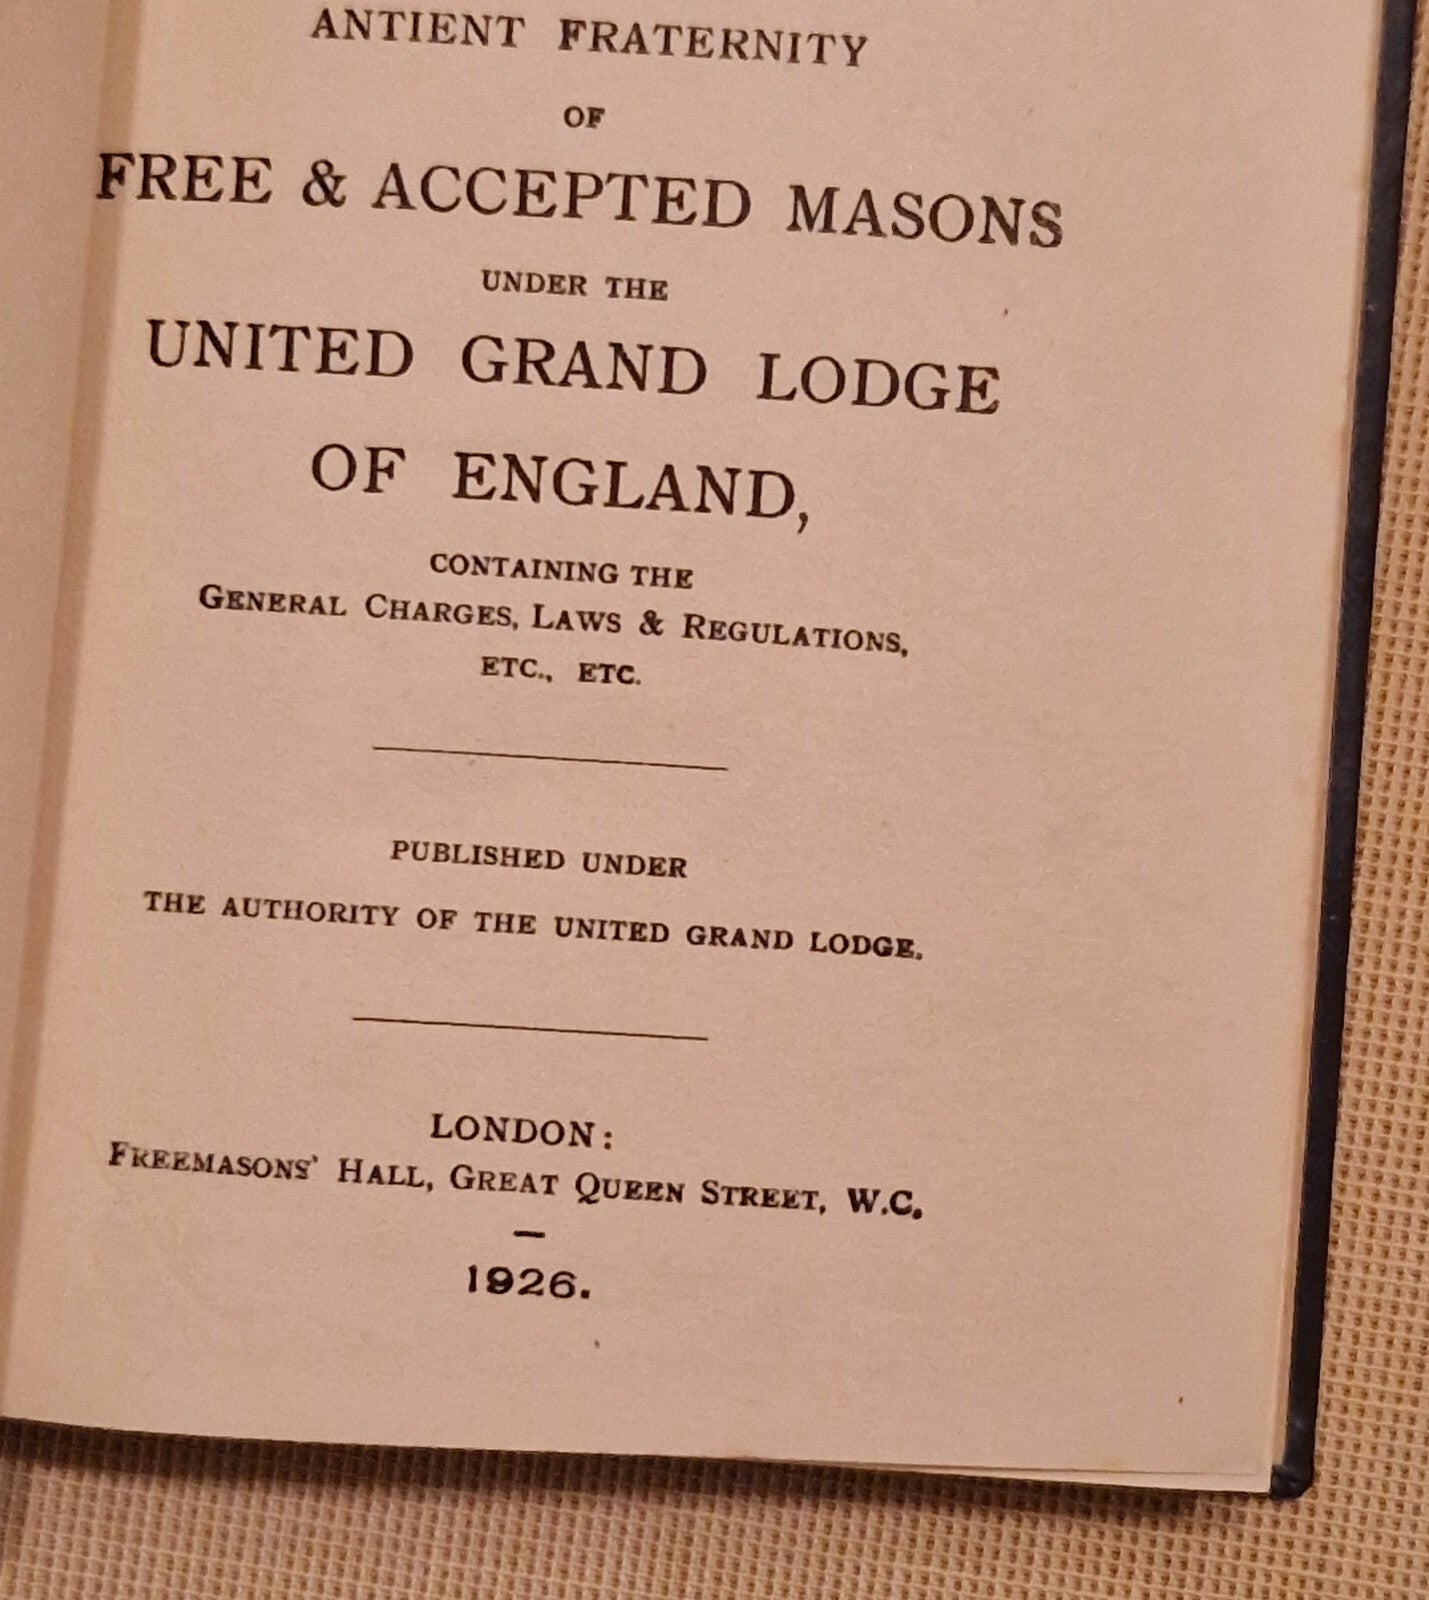 ANTIENT FRATERNITY
OF
FREE & ACCEPTED MASONS
UNDER THE
UNITED GRAND LODGE
OF ENGLAND,
CONTAINING THE
GENERAL CHARGES, LAWS & REGULATIONS,
ETC., ETC.
PUBLISHED UNDER
THE AUTHORITY OF THE UNITED GRAND LODGE.
LONDON:
FREEMASONS' HALL, GREAT QUEEN STREET, W.C.
1926.